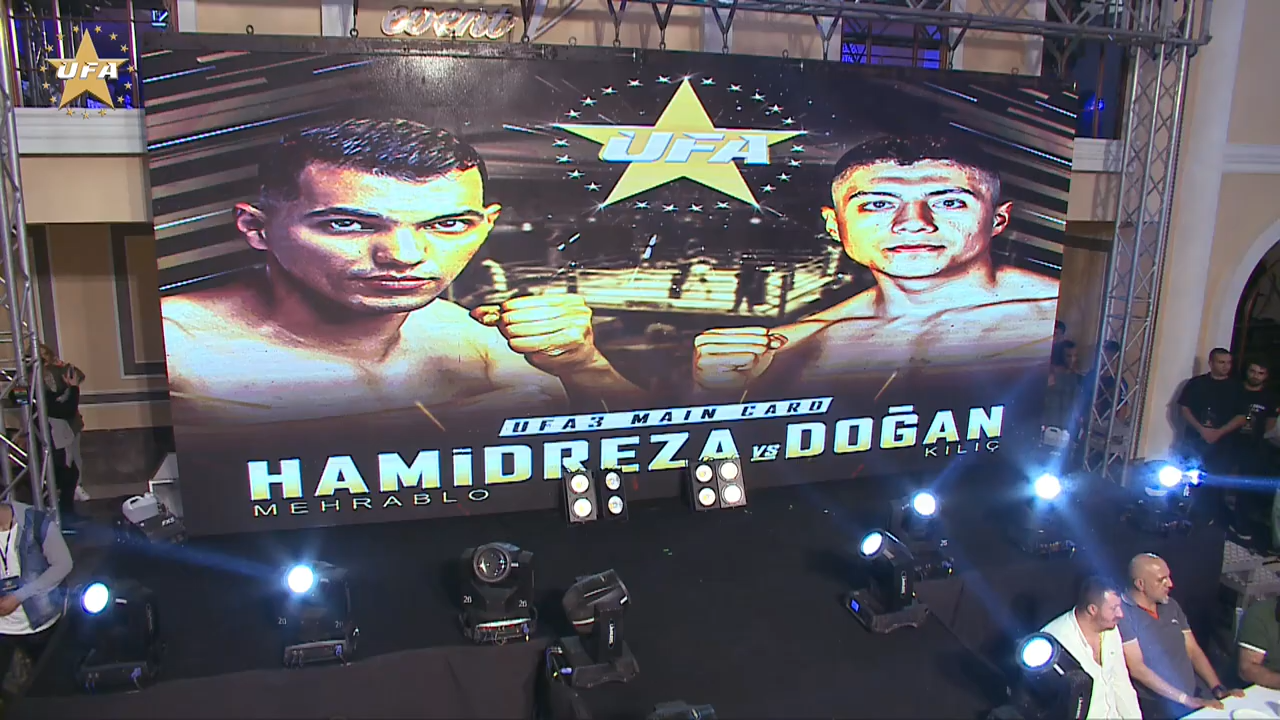 event
UFA
UFA
UFA3 MAIN CARD
HAMİDREZA VS DOĞAN
MEHRABLO KILIÇ